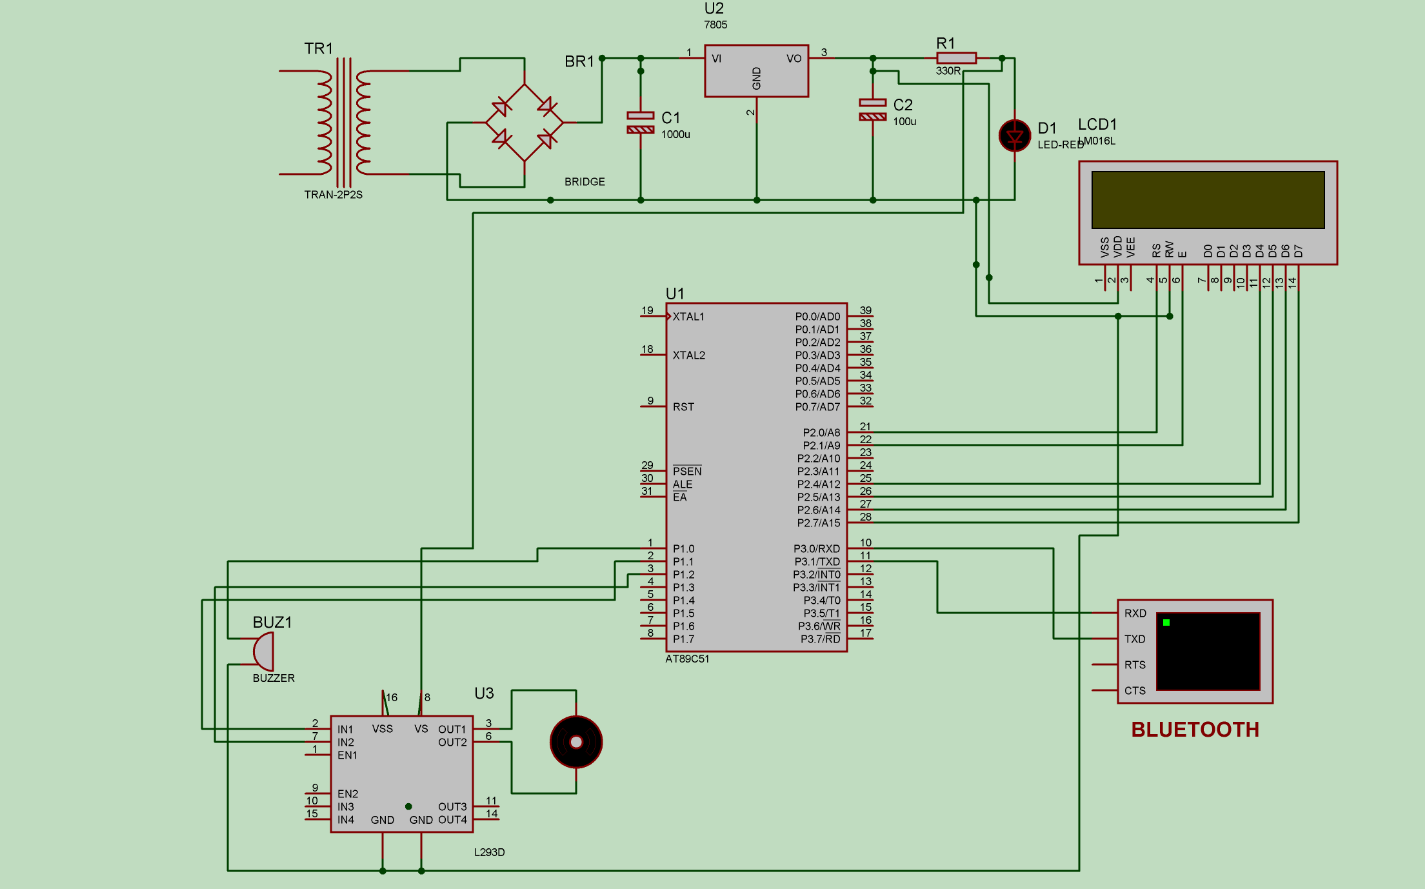 U2
7805
TR1
TRAN-2P2S
BR1
BRIDGE
1
VI
VO
3
GND
2
C1
1000u
R1
330R
C2
100u
D1
LED-RED
LCD1
LM016L
VSS
VDD
VEE
RS
RW
E
D0
D1
D2
D3
D4
D5
D6
D7
1
2
3
4
5
6
7
8
9
10
11
12
13
14
U1
19 XTAL1
18 XTAL2
9 RST
29 PSEN
30 ALE
31 EA
1 P1.0
2 P1.1
3 P1.2
4 P1.3
5 P1.4
6 P1.5
7 P1.6
8 P1.7
P0.0/AD0 39
P0.1/AD1 38
P0.2/AD2 37
P0.3/AD3 36
P0.4/AD4 35
P0.5/AD5 34
P0.6/AD6 33
P0.7/AD7 32
P2.0/A8 21
P2.1/A9 22
P2.2/A10 23
P2.3/A11 24
P2.4/A12 25
P2.5/A13 26
P2.6/A14 27
P2.7/A15 28
P3.0/RXD 10
P3.1/TXD 11
P3.2/INT0 12
P3.3/INT1 13
P3.4/T0 14
P3.5/T1 15
P3.6/WR 16
P3.7/RD 17
AT89C51
BUZ1
BUZZER
RXD
TXD
RTS
CTS
BLUETOOTH
U3
16
8
VSS
VS
2 IN1
7 IN2
1 EN1
9 EN2
10 IN3
15 IN4
OUT1 3
OUT2 6
OUT3 11
OUT4 14
GND
GND
L293D